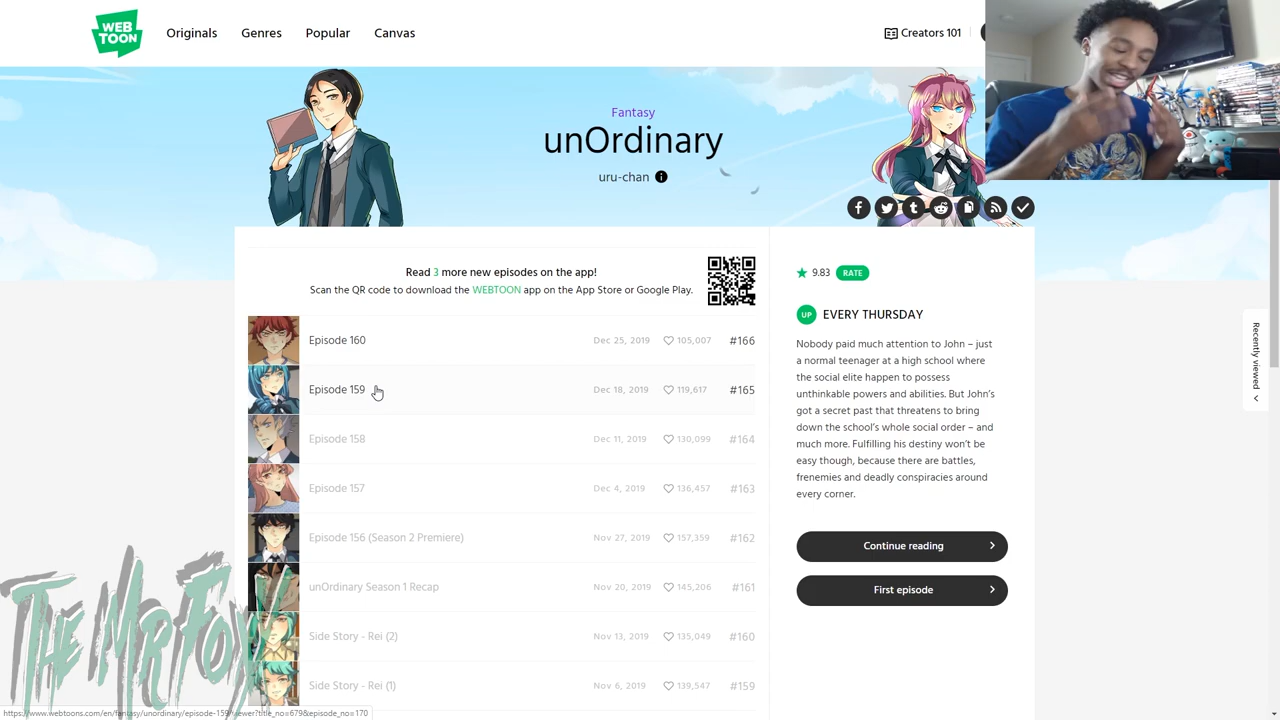 WEB
TOON
Originals
Genres
Popular
Canvas
Creators 101
Fantasy
unOrdinary
uru-chan
Read 3 more new episodes on the app!
Scan the QR code to download the WEBTOON app on the App Store or Google Play.
Episode 160 Dec 25, 2019 105,007 #166
Episode 159 Dec 18, 2019 119,617 #165
Episode 158 Dec 11, 2019 130,099 #164
Episode 157 Dec 4, 2019 136,457 #163
Episode 156 (Season 2 Premiere) Nov 27, 2019 157,359 #162
unOrdinary Season 1 Recap Nov 20, 2019 145,206 #161
Side Story - Rei (2) Nov 13, 2019 135,049 #160
Side Story - Rei (1) Nov 6, 2019 139,547 #159
9.83 RATE
UP EVERY THURSDAY
Nobody paid much attention to John – just
a normal teenager at a high school where
the social elite happen to possess
unthinkable powers and abilities. But John's
got a secret past that threatens to bring
down the school's whole social order – and
much more. Fulfilling his destiny won't be
easy though, because there are battles,
frenemies and deadly conspiracies around
every corner.
Continue reading
First episode
Recently viewed
THE MR FOXX